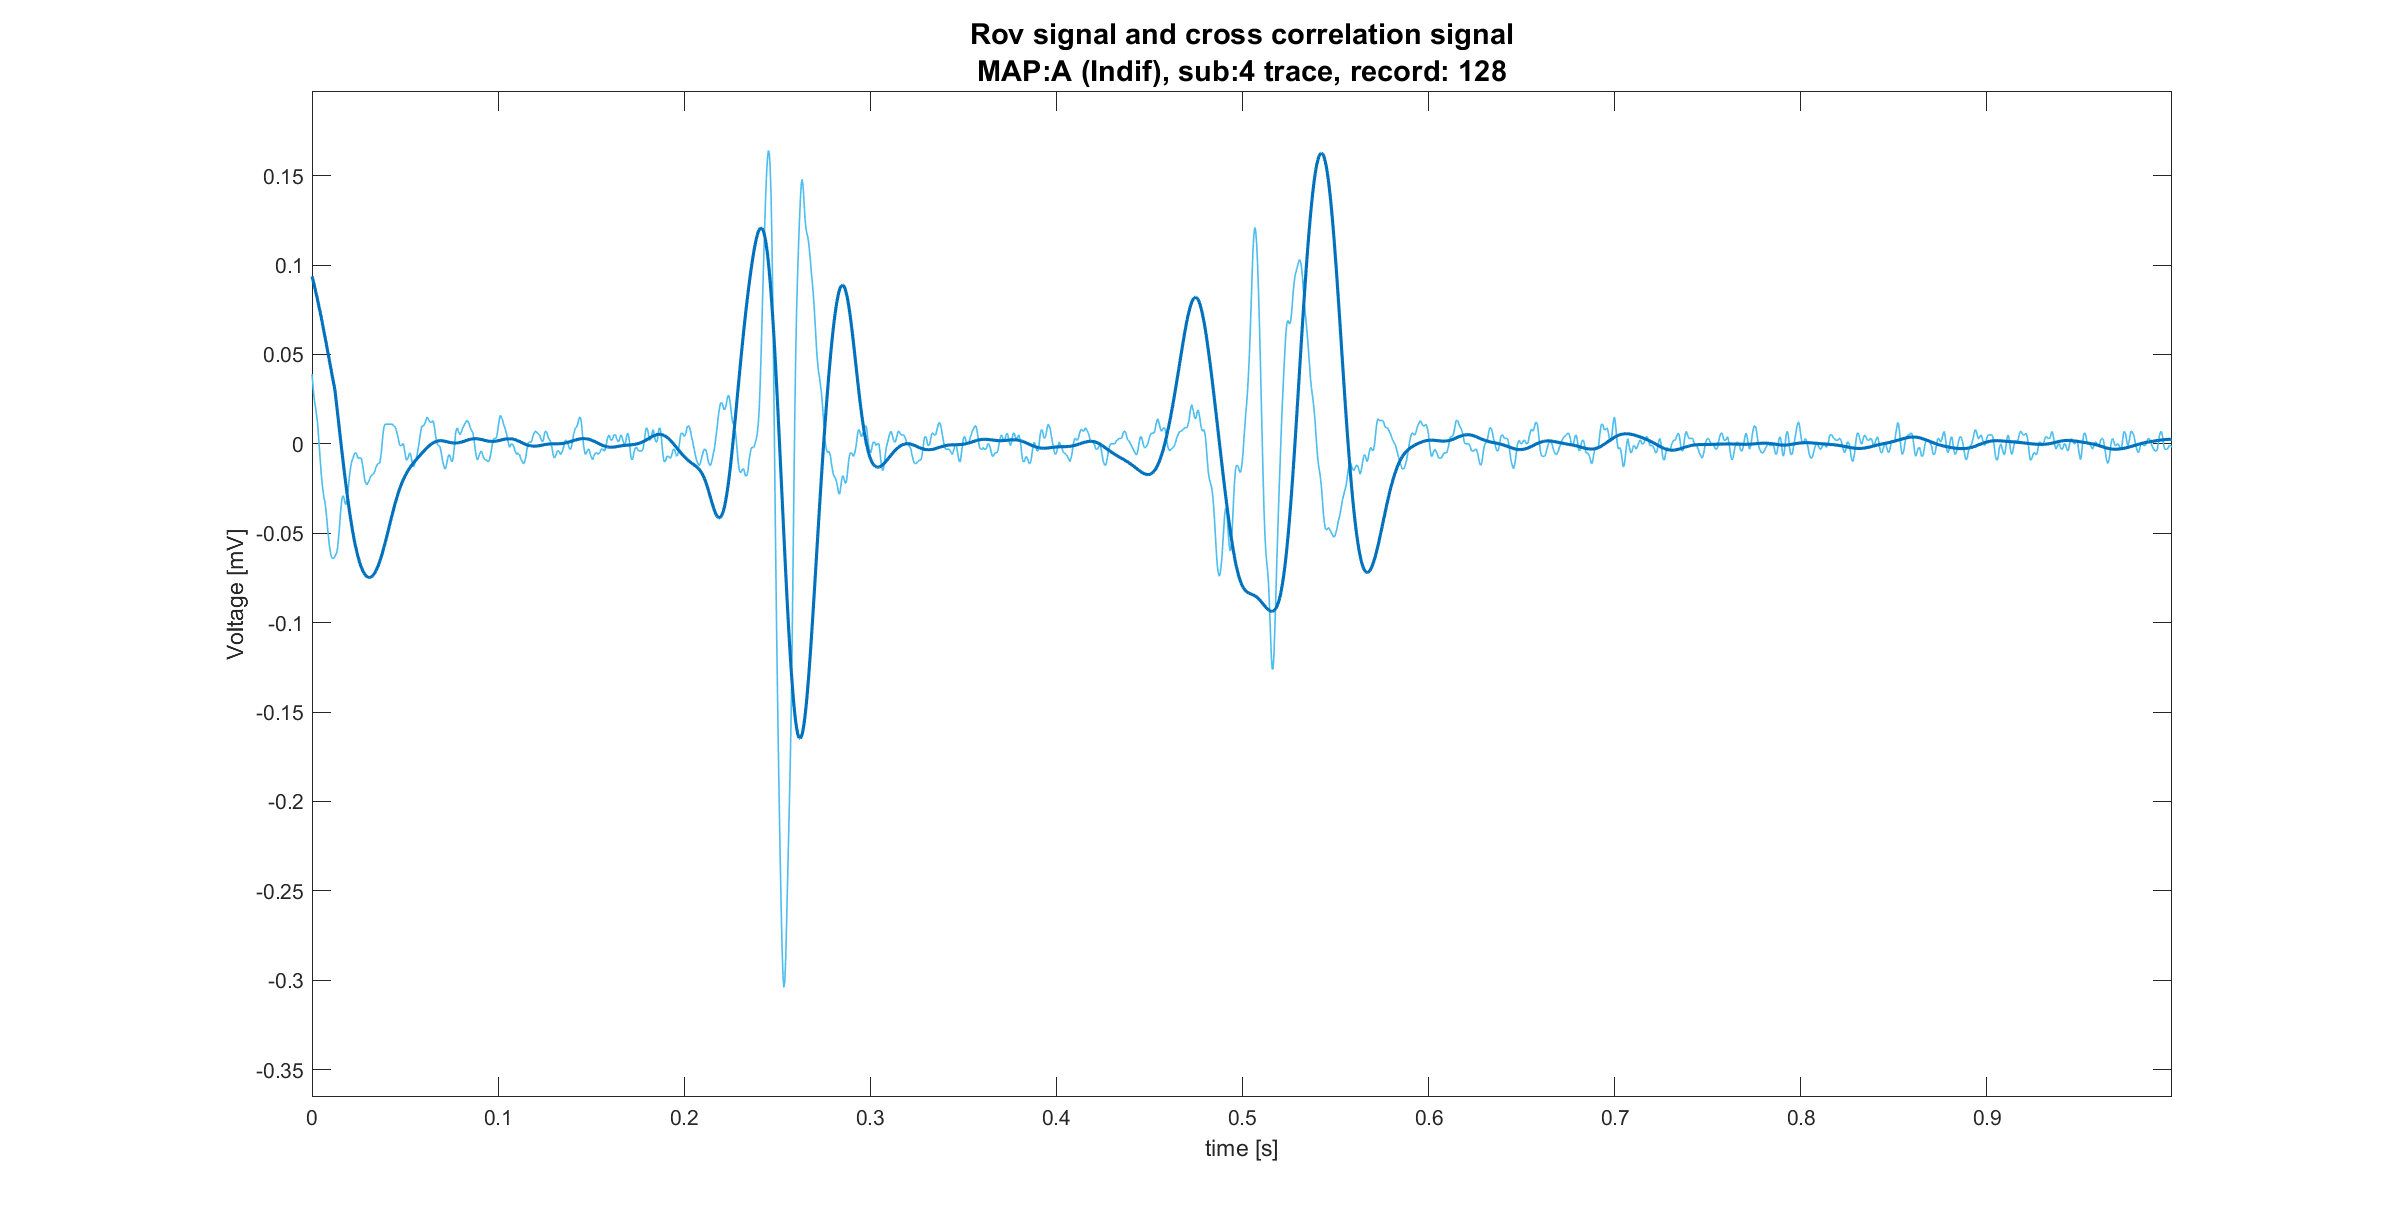 Rov signal and cross correlation signal
MAP:A (Indif), sub:4 trace, record: 128
0.15
0.1
0.05
0
-0.05
-0.1
-0.15
-0.2
-0.25
-0.3
-0.35
Voltage [mV]
0 0.1 0.2 0.3 0.4 0.5 0.6 0.7 0.8 0.9
time [s]